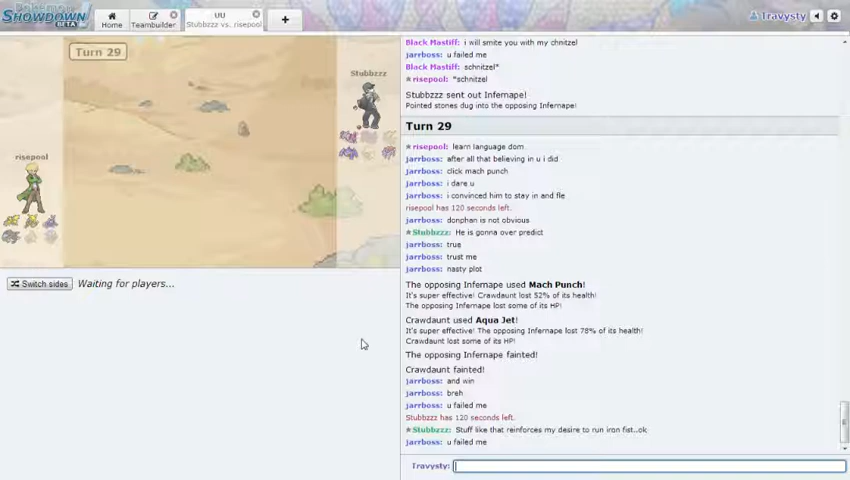 Pokémon
SHOWDOWN
BETA
Home
Teambuilder
UU
Stubbzz vs. risepool
Travysty
Turn 29
Stubbzzz
risepool
Switch sides Waiting for players...
Black Mastiff: i will smite you with my chnitzel
jarrboss: u failed me
Black Mastiff: schnitzel*
★risepool: *schnitzel
Stubbzzz sent out Infernape!
Pointed stones dug into the opposing Infernape!
Turn 29
★risepool: learn language dom
jarrboss: after all that believing in u i did
jarrboss: click mach punch
jarrboss: i dare u
jarrboss: i convinced him to stay in and fle
risepool has 120 seconds left.
jarrboss: donphan is not obvious
★Stubbzzz: He is gonna over predict
jarrboss: true
jarrboss: trust me
jarrboss: nasty plot
The opposing Infernape used Mach Punch!
It's super effective! Crawdaunt lost 52% of its health!
The opposing Infernape lost some of its HP!
Crawdaunt used Aqua Jet!
It's super effective! The opposing Infernape lost 78% of its health!
Crawdaunt lost some of its HP!
The opposing Infernape fainted!
Crawdaunt fainted!
jarrboss: and win
jarrboss: breh
jarrboss: u failed me
Stubbzzz has 120 seconds left.
★Stubbzzz: Stuff like that reinforces my desire to run iron fist..ok
jarrboss: u failed me
Travysty: